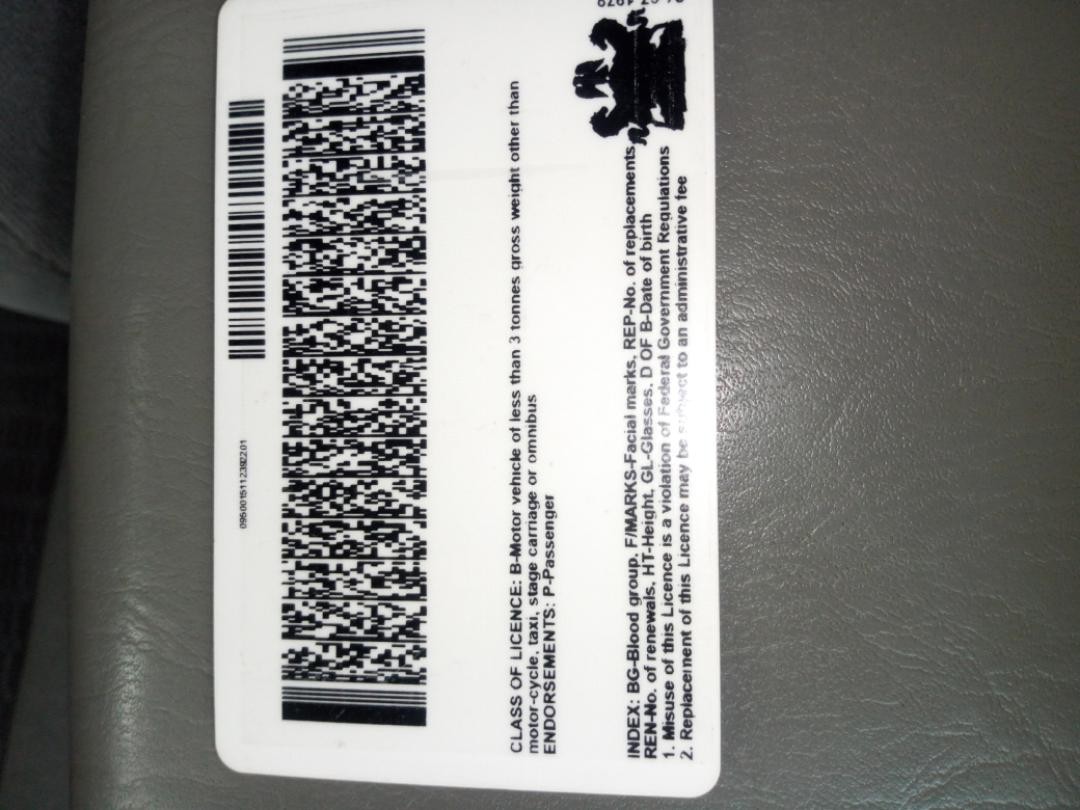 0950015112392201
CLASS OF LICENCE: B-Motor vehicle of less than 3 tonnes gross weight other than
motor-cycle, taxi, stage carriage or omnibus
ENDORSEMENTS: P-Passenger
INDEX: BG-Blood group, F/MARKS-Facial marks, REP-No. of replacements,
REN-No. of renewals, HT-Height, GL-Glasses, D OF B-Date of birth
1. Misuse of this Licence is a violation of Federal Government Regulations
2. Replacement of this Licence may be subject to an administrative fee